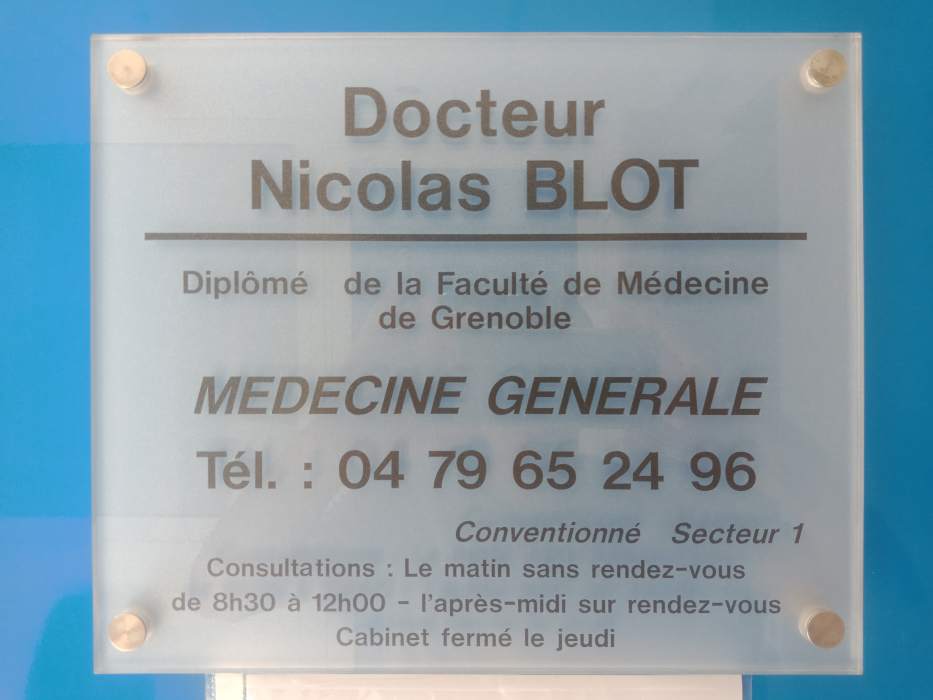 Docteur
Nicolas BLOT
Diplômé de la Faculté de Médecine
de Grenoble
MEDECINE GENERALE
Tél. : 04 79 65 24 96
Conventionné Secteur 1
Consultations : Le matin sans rendez-vous
de 8h30 à 12h00 - l'après-midi sur rendez-vous
Cabinet fermé le jeudi